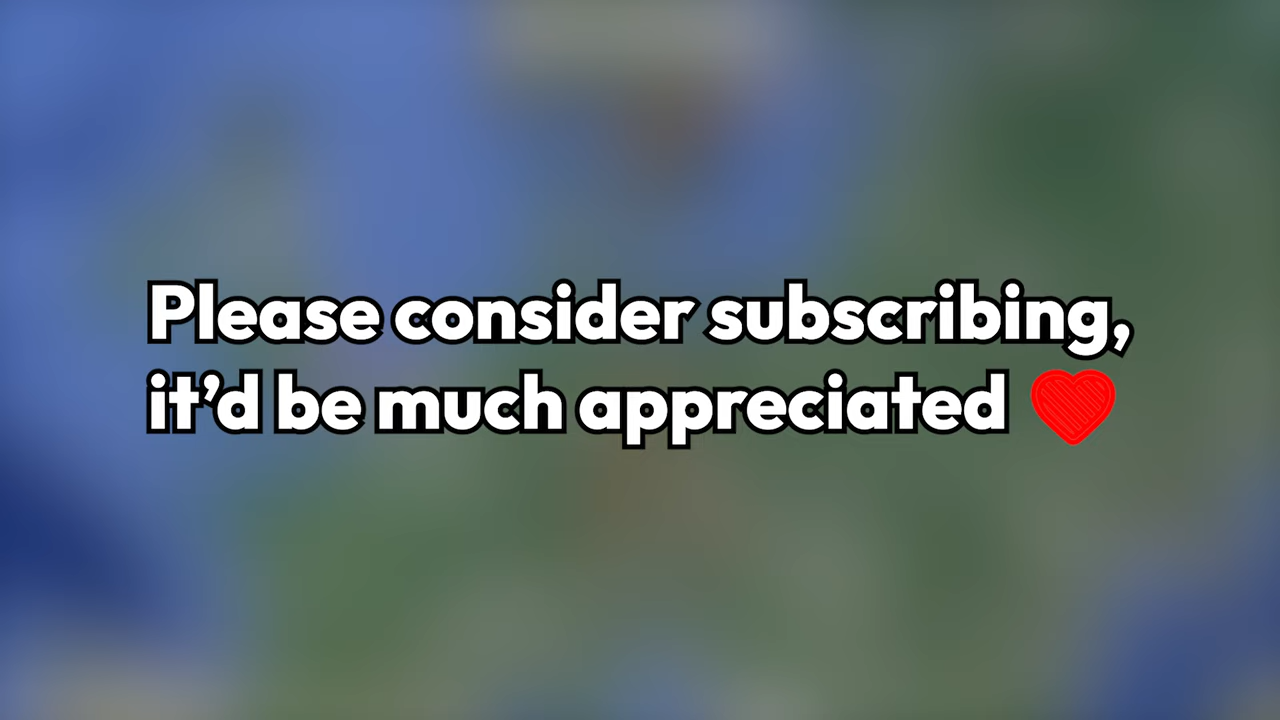 Please consider subscribing,
it’d be much appreciated ❤